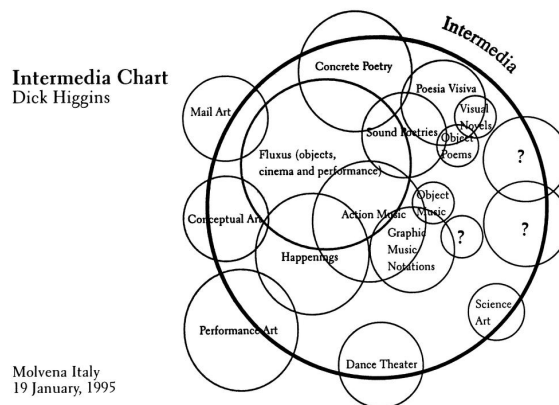 Intermedia Chart
Dick Higgins
Intermedia
Concrete Poetry
Mail Art
Poesia Visiva
Visual
Novels
Sound Poetries
Object
Poems
Fluxus (objects,
cinema and performance)
?
Conceptual Art
Action Music
Object
Music
Graphic
Music
Notations
?
?
Happenings
Performance Art
Science
Art
Dance Theater
Molvena Italy
19 January, 1995